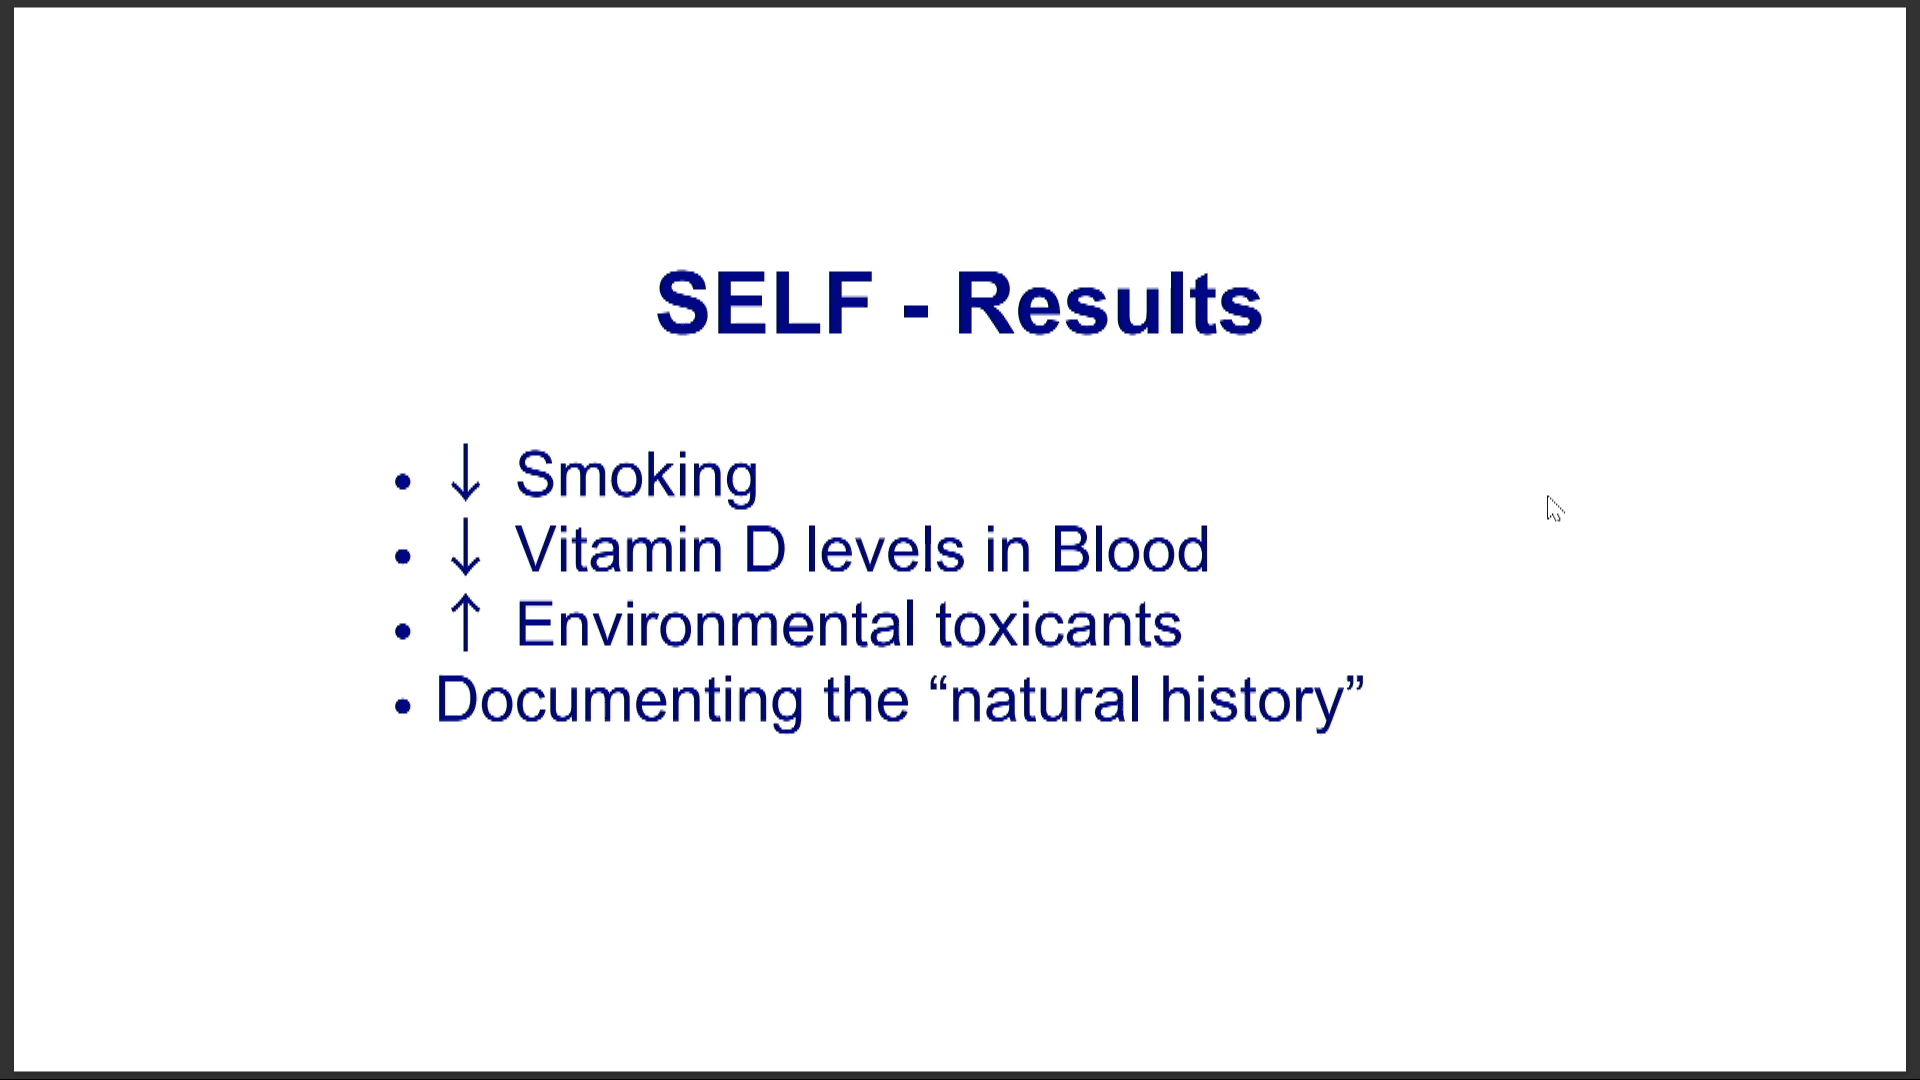 SELF - Results
• ↓ Smoking
• ↓ Vitamin D levels in Blood
• ↑ Environmental toxicants
• Documenting the “natural history”